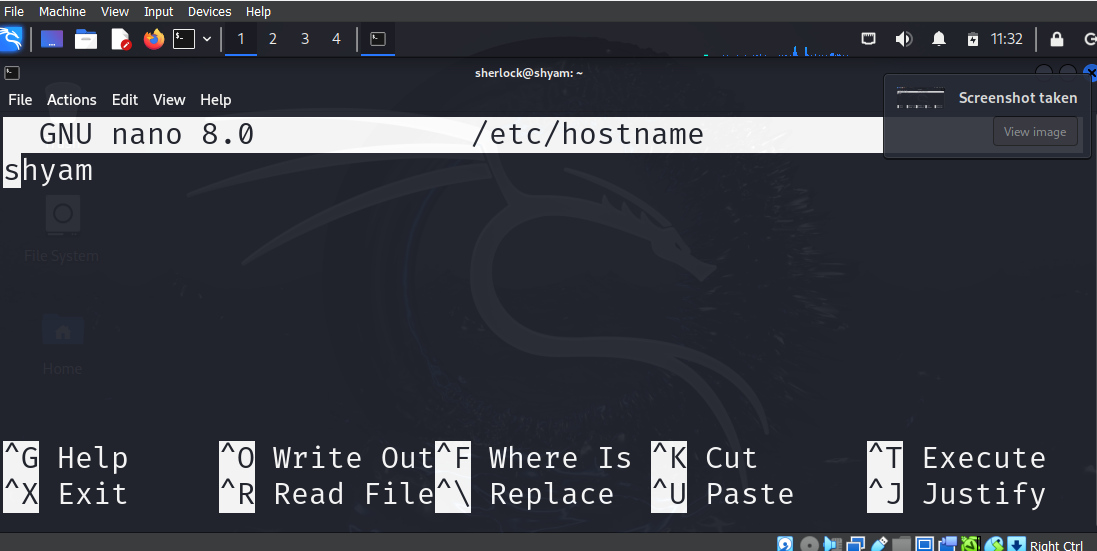 File Machine View Input Devices Help
1 2 3 4 11:32
sherlock@shyam: ~
File Actions Edit View Help
Screenshot taken
View image
GNU nano 8.0 /etc/hostname
shyam
File System
Home
^G Help ^O Write Out ^F Where Is ^K Cut ^T Execute
^X Exit ^R Read File ^\ Replace ^U Paste ^J Justify
Right Ctrl